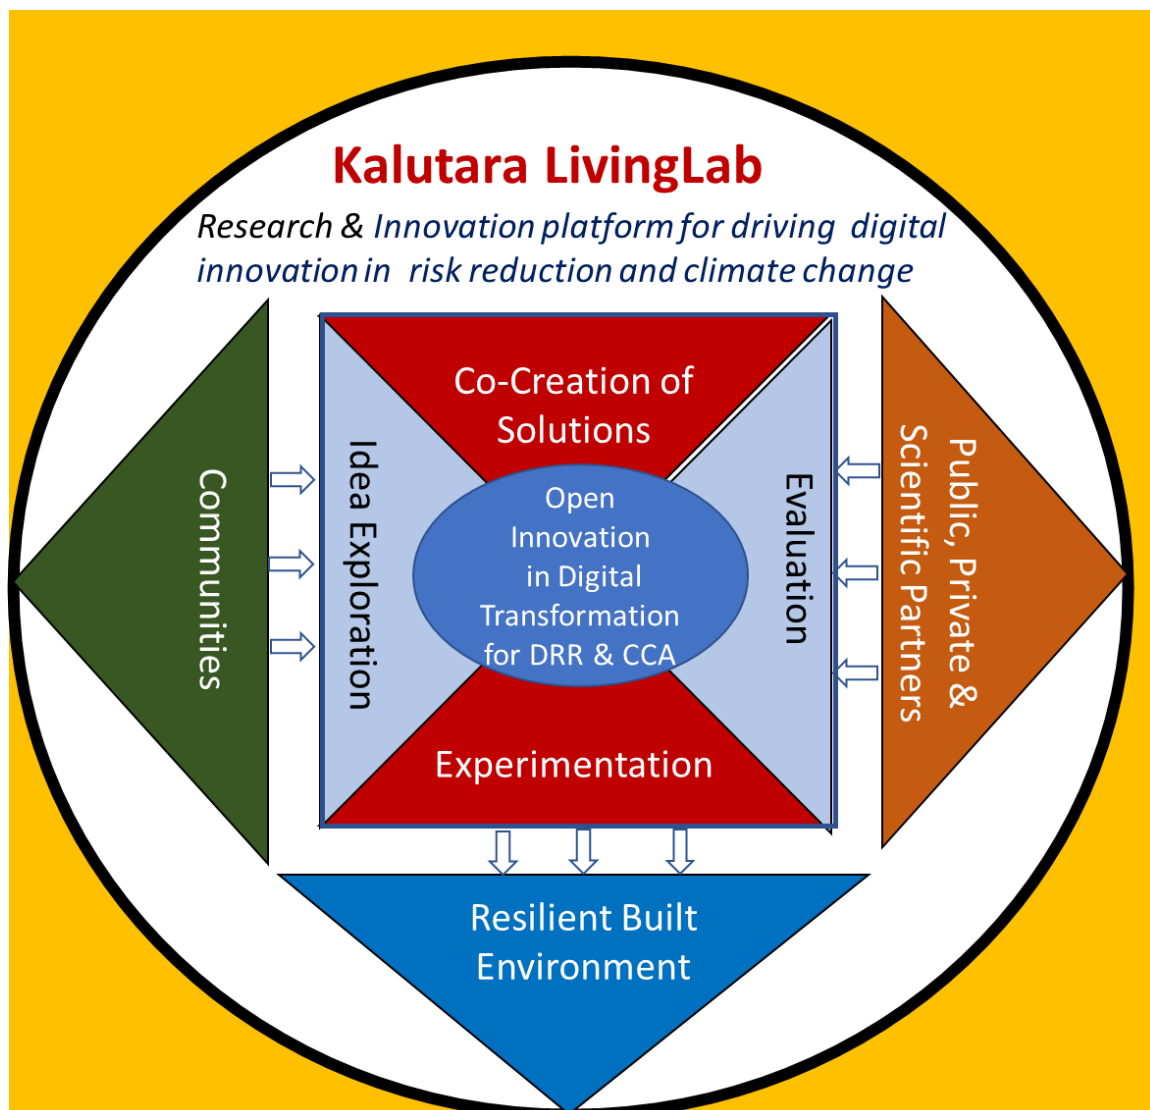 Kalutara LivingLab
Research & Innovation platform for driving digital
innovation in risk reduction and climate change
Communities
Idea Exploration
Co-Creation of
Solutions
Open
Innovation
in Digital
Transformation
for DRR & CCA
Evaluation
Public, Private &
Scientific Partners
Experimentation
Resilient Built
Environment